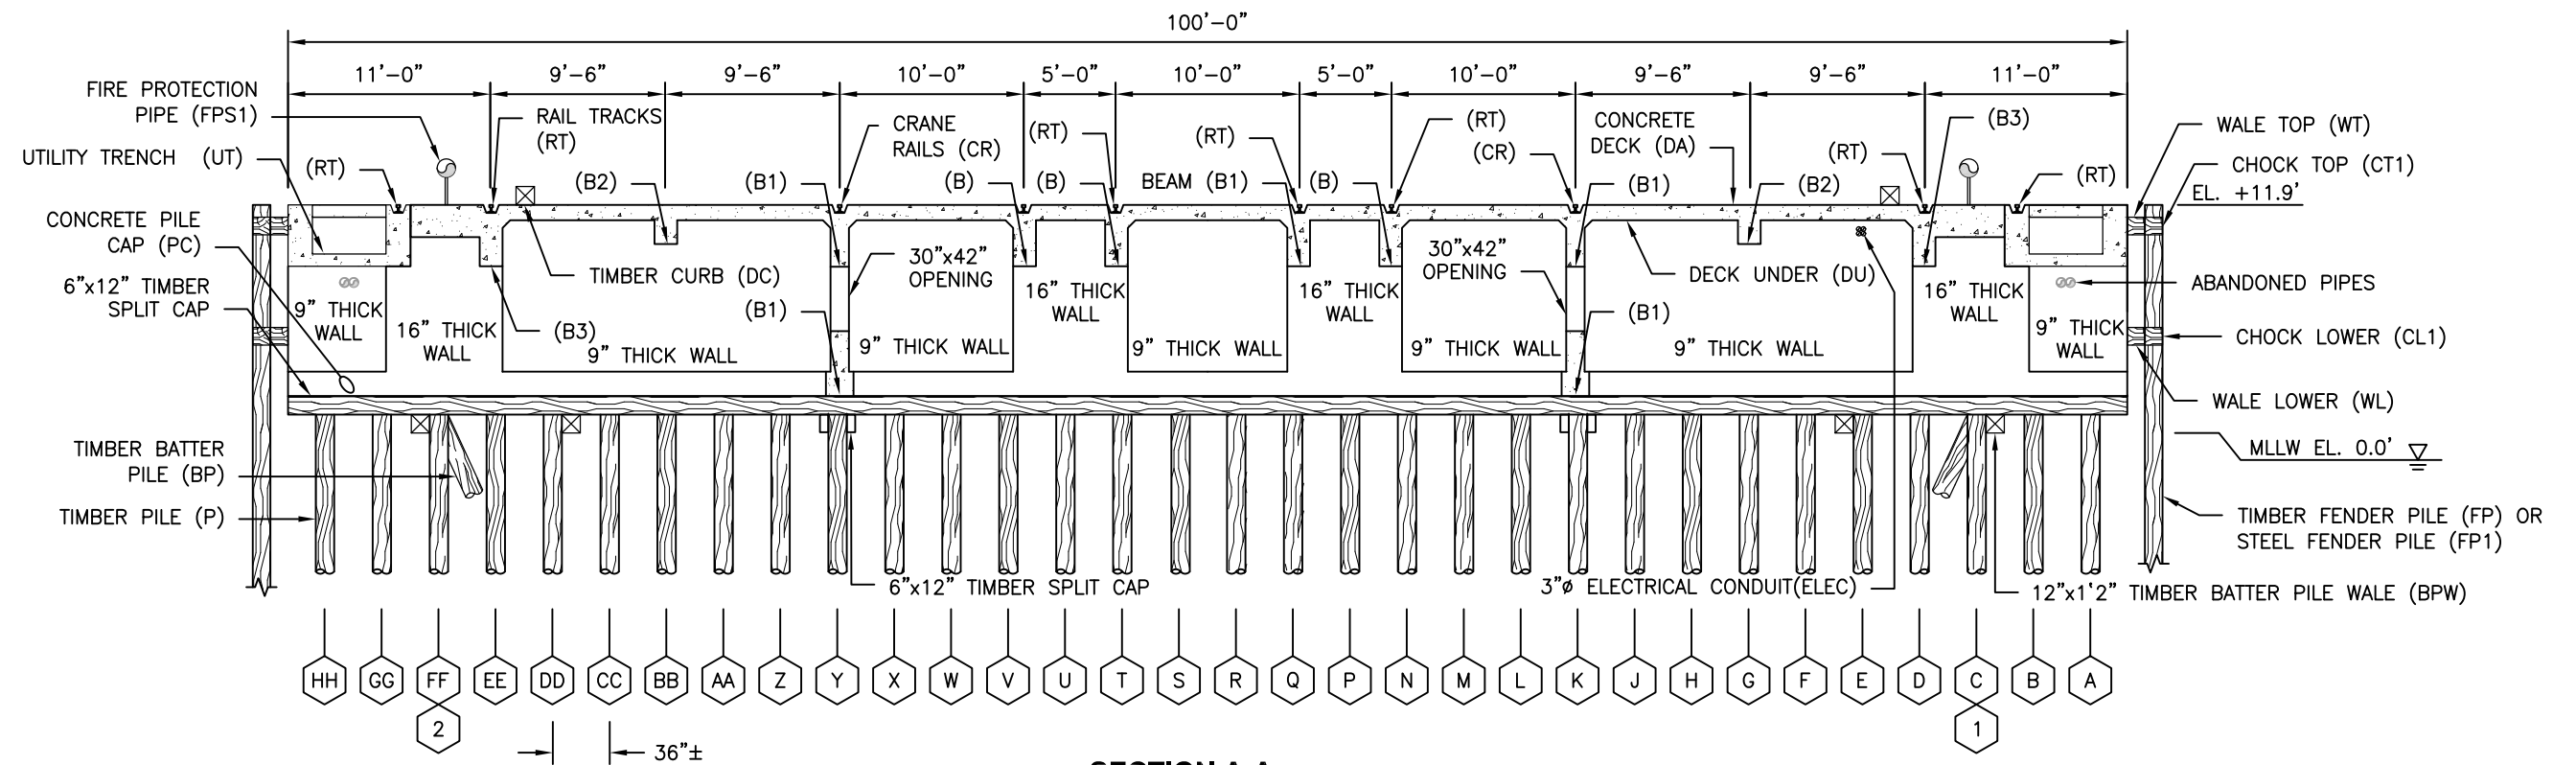 100'-0"
11'-0" 9'-6" 9'-6" 10'-0" 5'-0" 10'-0" 5'-0" 10'-0" 9'-6" 9'-6" 11'-0"
FIRE PROTECTION
PIPE (FPS1)
UTILITY TRENCH (UT)
(RT)
RAIL TRACKS
(RT)
(B2)
(B1)
CRANE
RAILS (CR)
(B)
(RT)
(B)
BEAM (B1)
(RT)
(B)
(RT)
(CR)
CONCRETE
DECK (DA)
(B1)
(B2)
(RT)
(B3)
(RT)
WALE TOP (WT)
CHOCK TOP (CT1)
EL. +11.9'
CONCRETE PILE
CAP (PC)
6"x12" TIMBER
SPLIT CAP
9" THICK
WALL
16" THICK
WALL
(B3)
TIMBER CURB (DC)
9" THICK WALL
(B1)
30"x42"
OPENING
9" THICK WALL
16" THICK
WALL
9" THICK WALL
16" THICK
WALL
30"x42"
OPENING
9" THICK WALL
(B1)
DECK UNDER (DU)
9" THICK WALL
16" THICK
WALL
9" THICK
WALL
ABANDONED PIPES
CHOCK LOWER (CL1)
WALE LOWER (WL)
MLLW EL. 0.0'
TIMBER BATTER
PILE (BP)
TIMBER PILE (P)
6"x12" TIMBER SPLIT CAP
3"ø ELECTRICAL CONDUIT(ELEC)
TIMBER FENDER PILE (FP) OR
STEEL FENDER PILE (FP1)
12"x1'2" TIMBER BATTER PILE WALE (BPW)
HH GG FF EE DD CC BB AA Z Y X W V U T S R Q P N M L K J H G F E D C B A
2 1
36"±
SECTION A-A